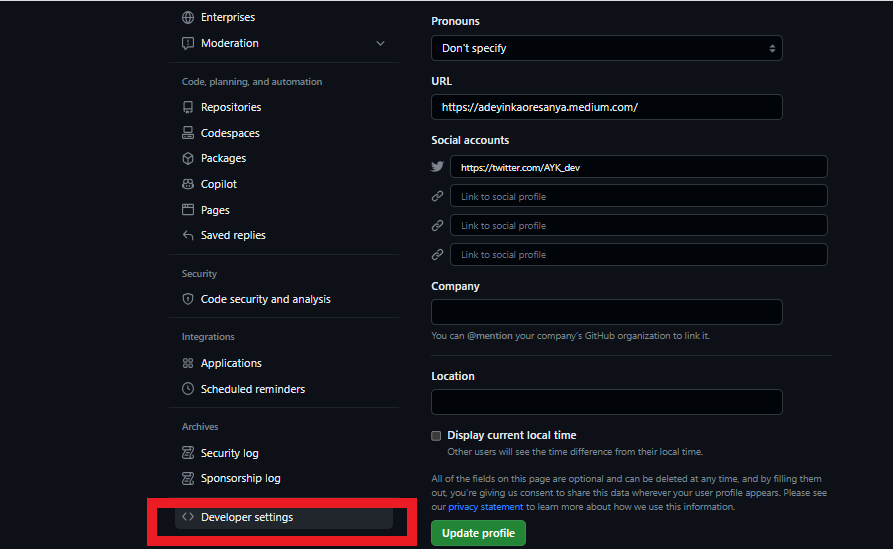 Enterprises
Moderation
Code, planning, and automation
Repositories
Codespaces
Packages
Copilot
Pages
Saved replies
Security
Code security and analysis
Integrations
Applications
Scheduled reminders
Archives
Security log
Sponsorship log
Developer settings
Pronouns
Don't specify
URL
https://adeyinkaoresanya.medium.com/
Social accounts
https://twitter.com/AYK_dev
Link to social profile
Link to social profile
Link to social profile
Company
You can @mention your company's GitHub organization to link it.
Location
Display current local time
Other users will see the time difference from their local time.
All of the fields on this page are optional and can be deleted at any time, and by filling them
out, you're giving us consent to share this data wherever your user profile appears. Please see
our privacy statement to learn more about how we use this information.
Update profile